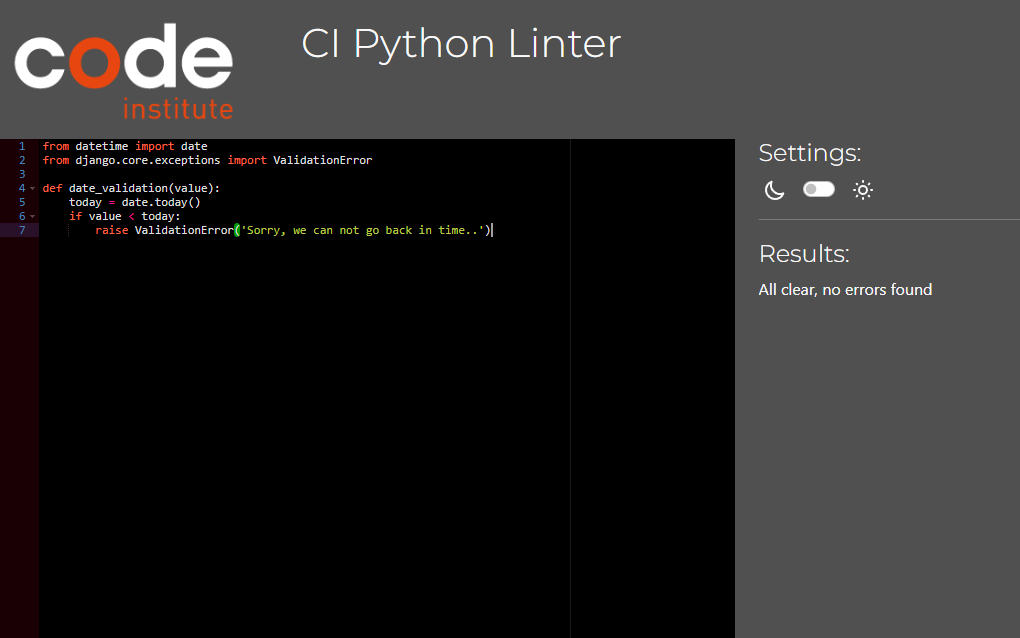 code
institute
CI Python Linter
1 from datetime import date
2 from django.core.exceptions import ValidationError
3
4 def date_validation(value):
5     today = date.today()
6     if value < today:
7         raise ValidationError('Sorry, we can not go back in time..')
Settings:
Results:
All clear, no errors found